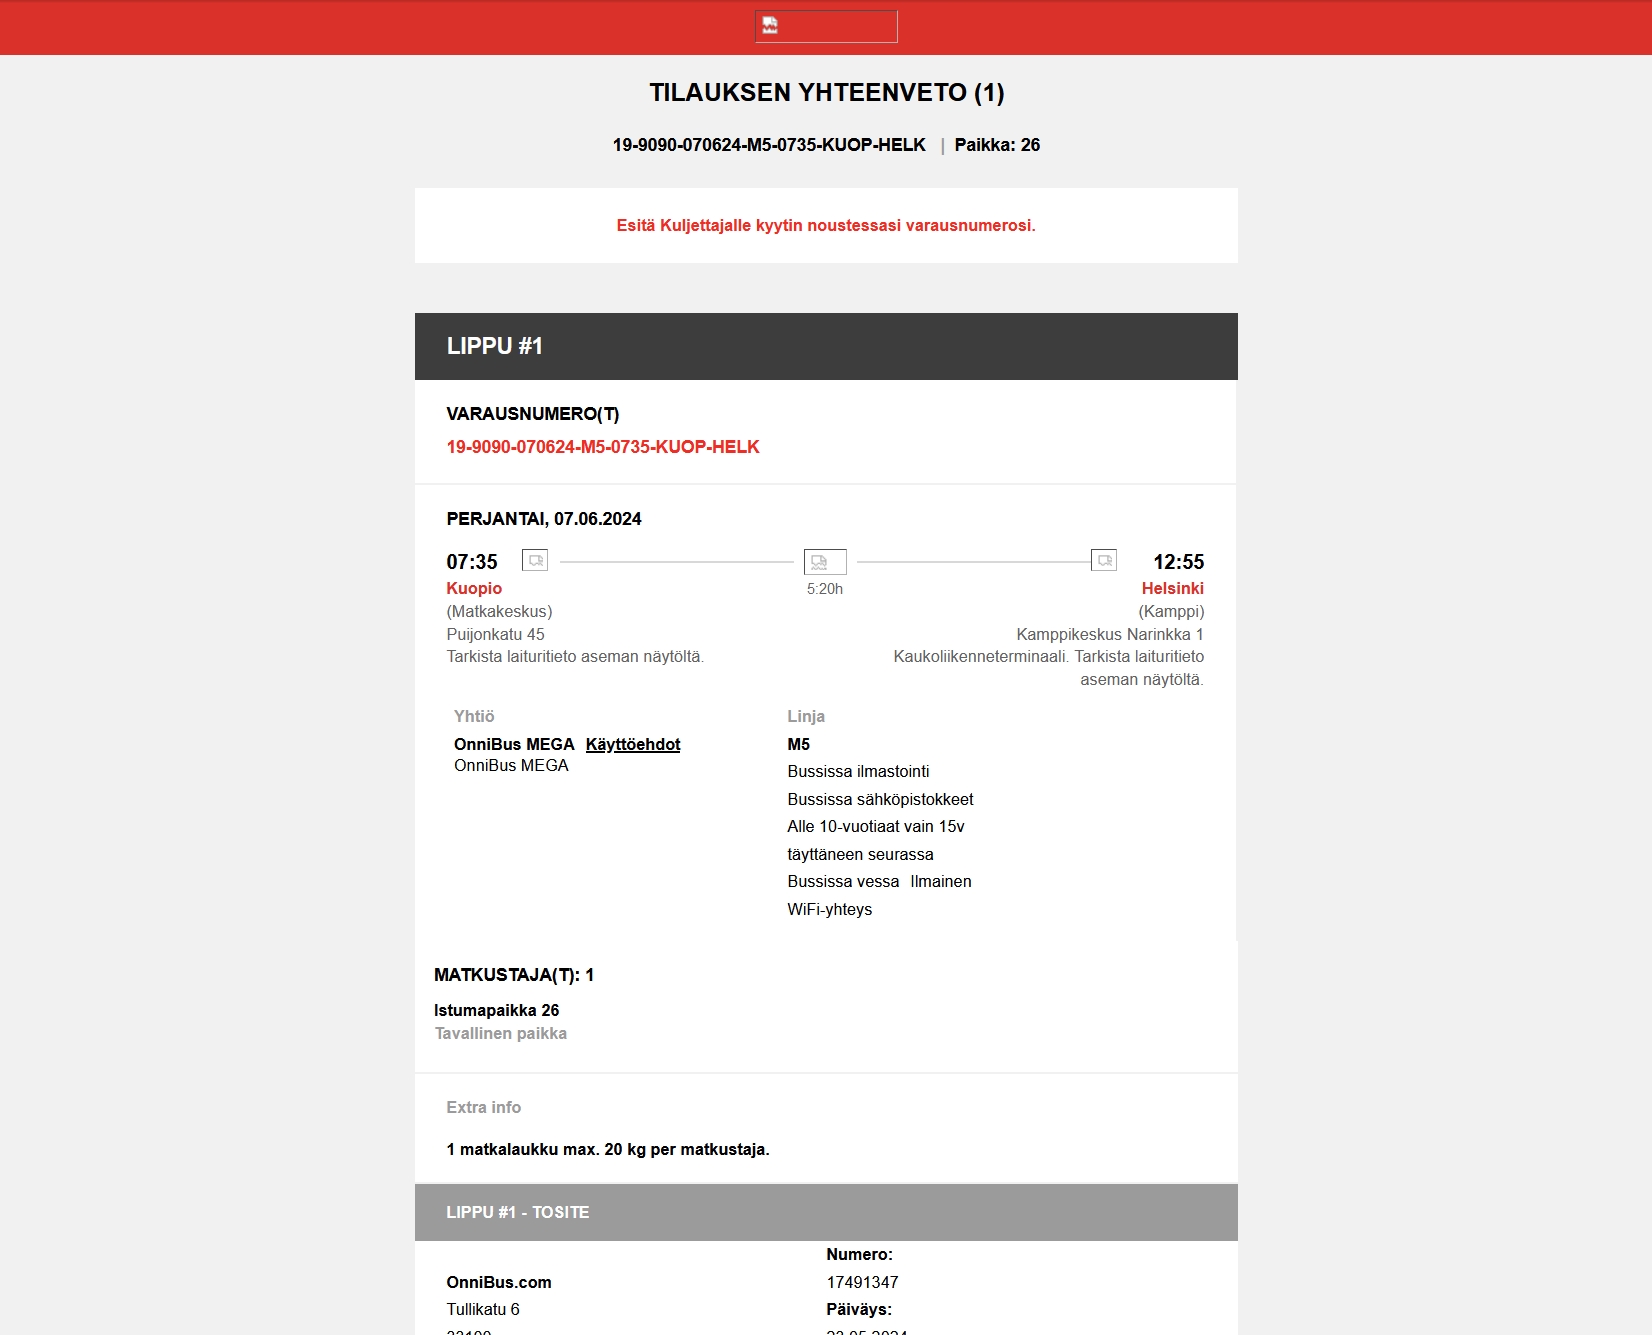 TILAUKSEN YHTEENVETO (1)
19-9090-070624-M5-0735-KUOP-HELK | Paikka: 26
Esitä Kuljettajalle kyytin noustessasi varausnumerosi.
LIPPU #1
VARAUSNUMERO(T)
19-9090-070624-M5-0735-KUOP-HELK
PERJANTAI, 07.06.2024
07:35
Kuopio
(Matkakeskus)
Puijonkatu 45
Tarkista laituritieto aseman näytöltä.
5:20h
12:55
Helsinki
(Kamppi)
Kamppikeskus Narinkka 1
Kaukoliikenneterminaali. Tarkista laituritieto
aseman näytöltä.
Yhtiö
OnniBus MEGA Käyttöehdot
OnniBus MEGA
Linja
M5
Bussissa ilmastointi
Bussissa sähköpistokkeet
Alle 10-vuotiaat vain 15v
täyttäneen seurassa
Bussissa vessa Ilmainen
WiFi-yhteys
MATKUSTAJA(T): 1
Istumapaikka 26
Tavallinen paikka
Extra info
1 matkalaukku max. 20 kg per matkustaja.
LIPPU #1 - TOSITE
OnniBus.com
Tullikatu 6
Numero:
17491347
Päiväys: